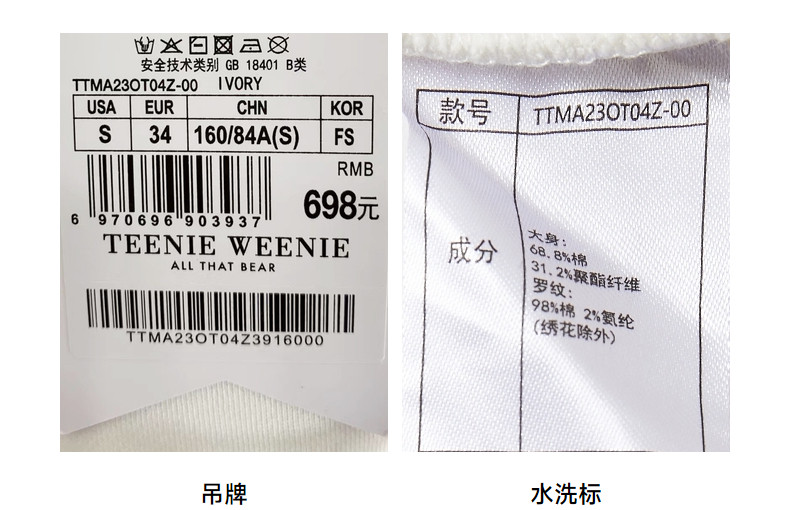 安全技术类别 GB 18401 B类
TTMA23OT04Z-00 IVORY
USA EUR CHN KOR
S 34 160/84A(S) FS
RMB
698元
6 970696 903937
TEENIE WEENIE
ALL THAT BEAR
TTMA23OT04Z3916000
吊牌
款号 TTMA23OT04Z-00
成分
大身:
68.8%棉
31.2%聚酯纤维
罗纹:
98%棉 2%氨纶
(绣花除外)
水洗标